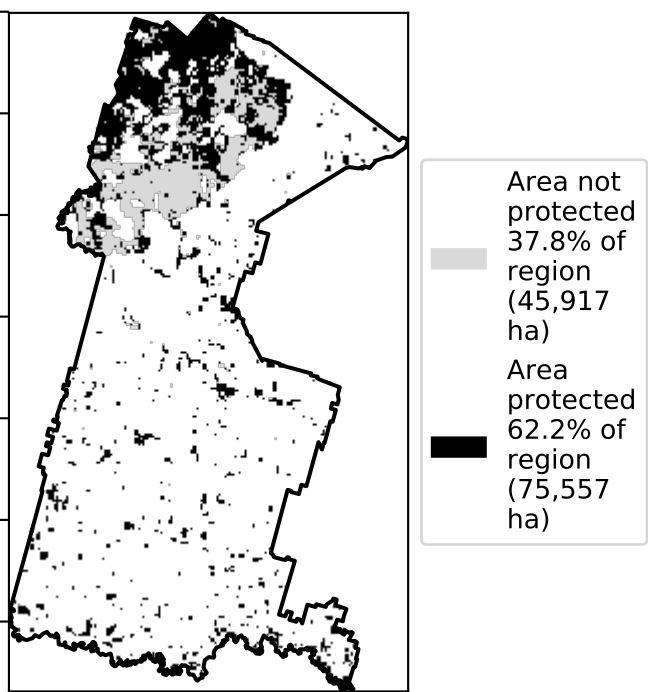 Area not
protected
37.8% of
region
(45,917
ha)
Area
protected
62.2% of
region
(75,557
ha)